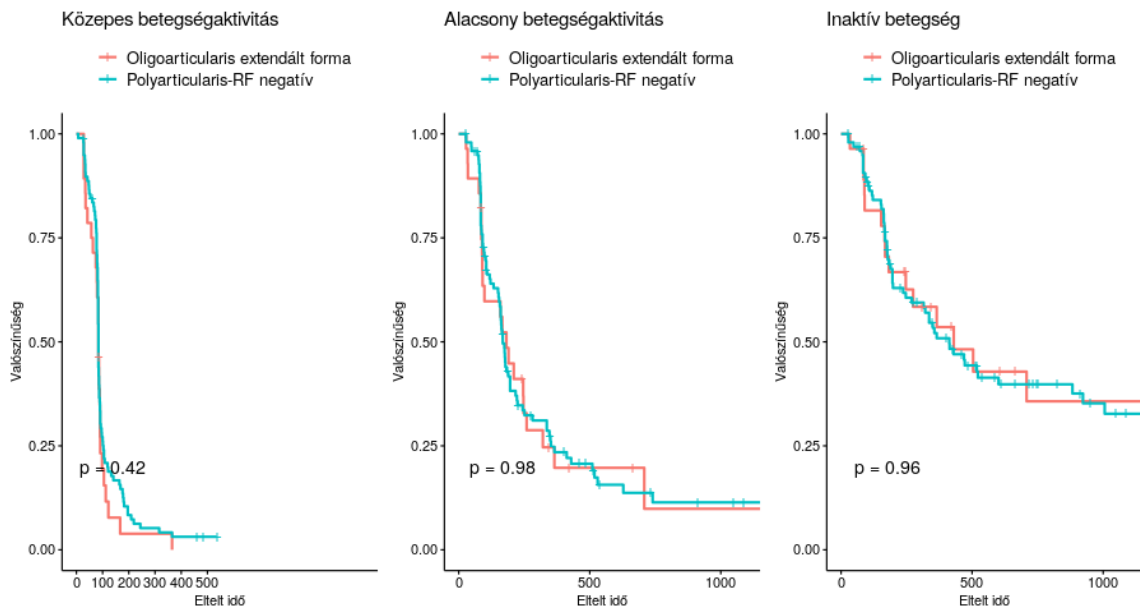 Közepes betegségaktivitás
Oligoarticularis extendált forma
Polyarticularis-RF negatív
1.00
0.75
0.50
0.25
0.00
Valószínűség
p = 0.42
0 100 200 300 400 500
Eltelt idő
Alacsony betegségaktivitás
Oligoarticularis extendált forma
Polyarticularis-RF negatív
1.00
0.75
0.50
0.25
0.00
Valószínűség
p = 0.98
0 500 1000
Eltelt idő
Inaktív betegség
Oligoarticularis extendált forma
Polyarticularis-RF negatív
1.00
0.75
0.50
0.25
0.00
Valószínűség
p = 0.96
0 500 1000
Eltelt idő